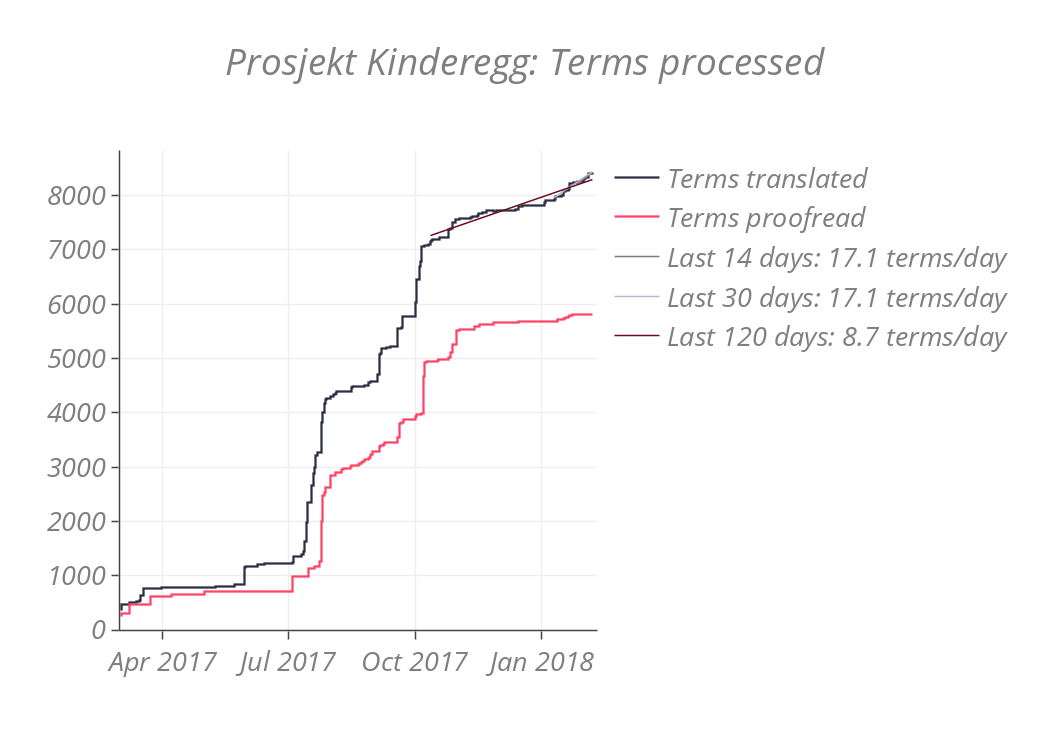 Prosjekt Kinderegg: Terms processed
8000
7000
6000
5000
4000
3000
2000
1000
0
Apr 2017 Jul 2017 Oct 2017 Jan 2018
Terms translated
Terms proofread
Last 14 days: 17.1 terms/day
Last 30 days: 17.1 terms/day
Last 120 days: 8.7 terms/day